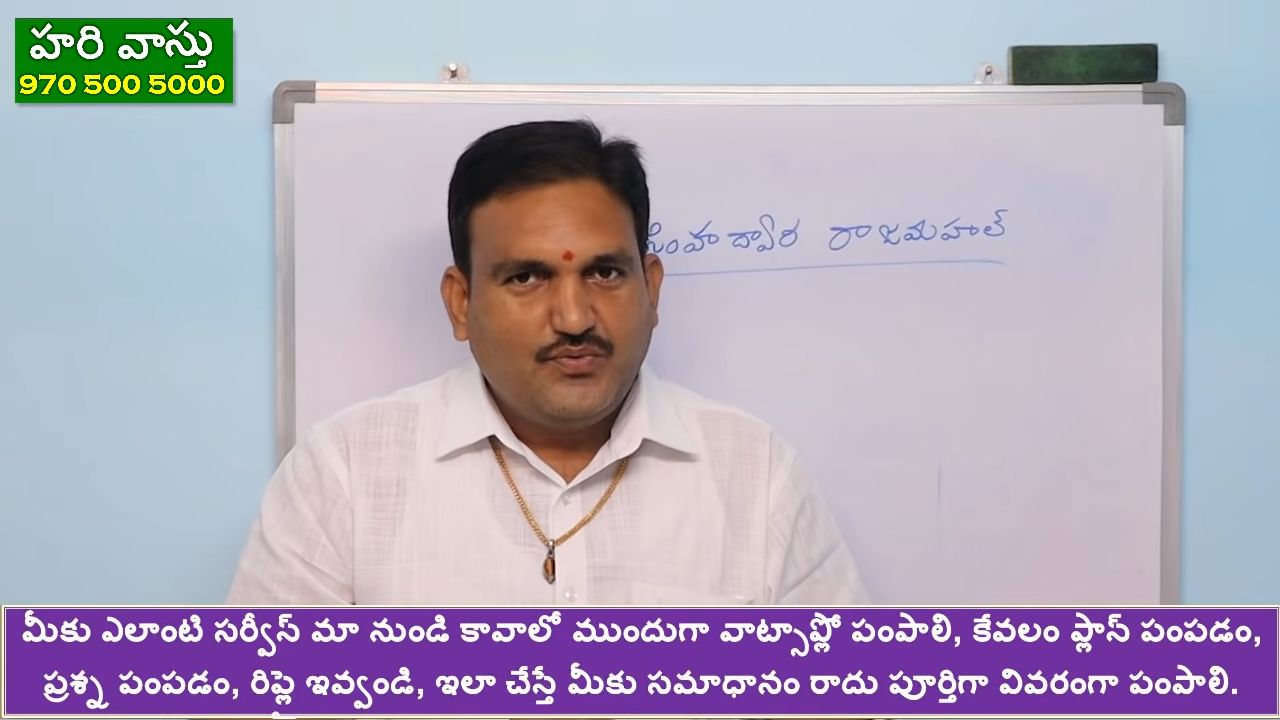 హరి వాస్తు
970 500 5000
సింహ ద్వార రాజమహల్
మీకు ఎలాంటి సర్వీస్ మా నుండి కావాలో ముందుగా వాట్సాప్లో పంపాలి, కేవలం ప్లాన్ పంపడం,
ప్రశ్న పంపడం, రిప్లై ఇవ్వండి, ఇలా చేస్తే మీకు సమాధానం రాదు పూర్తిగా వివరంగా పంపాలి.